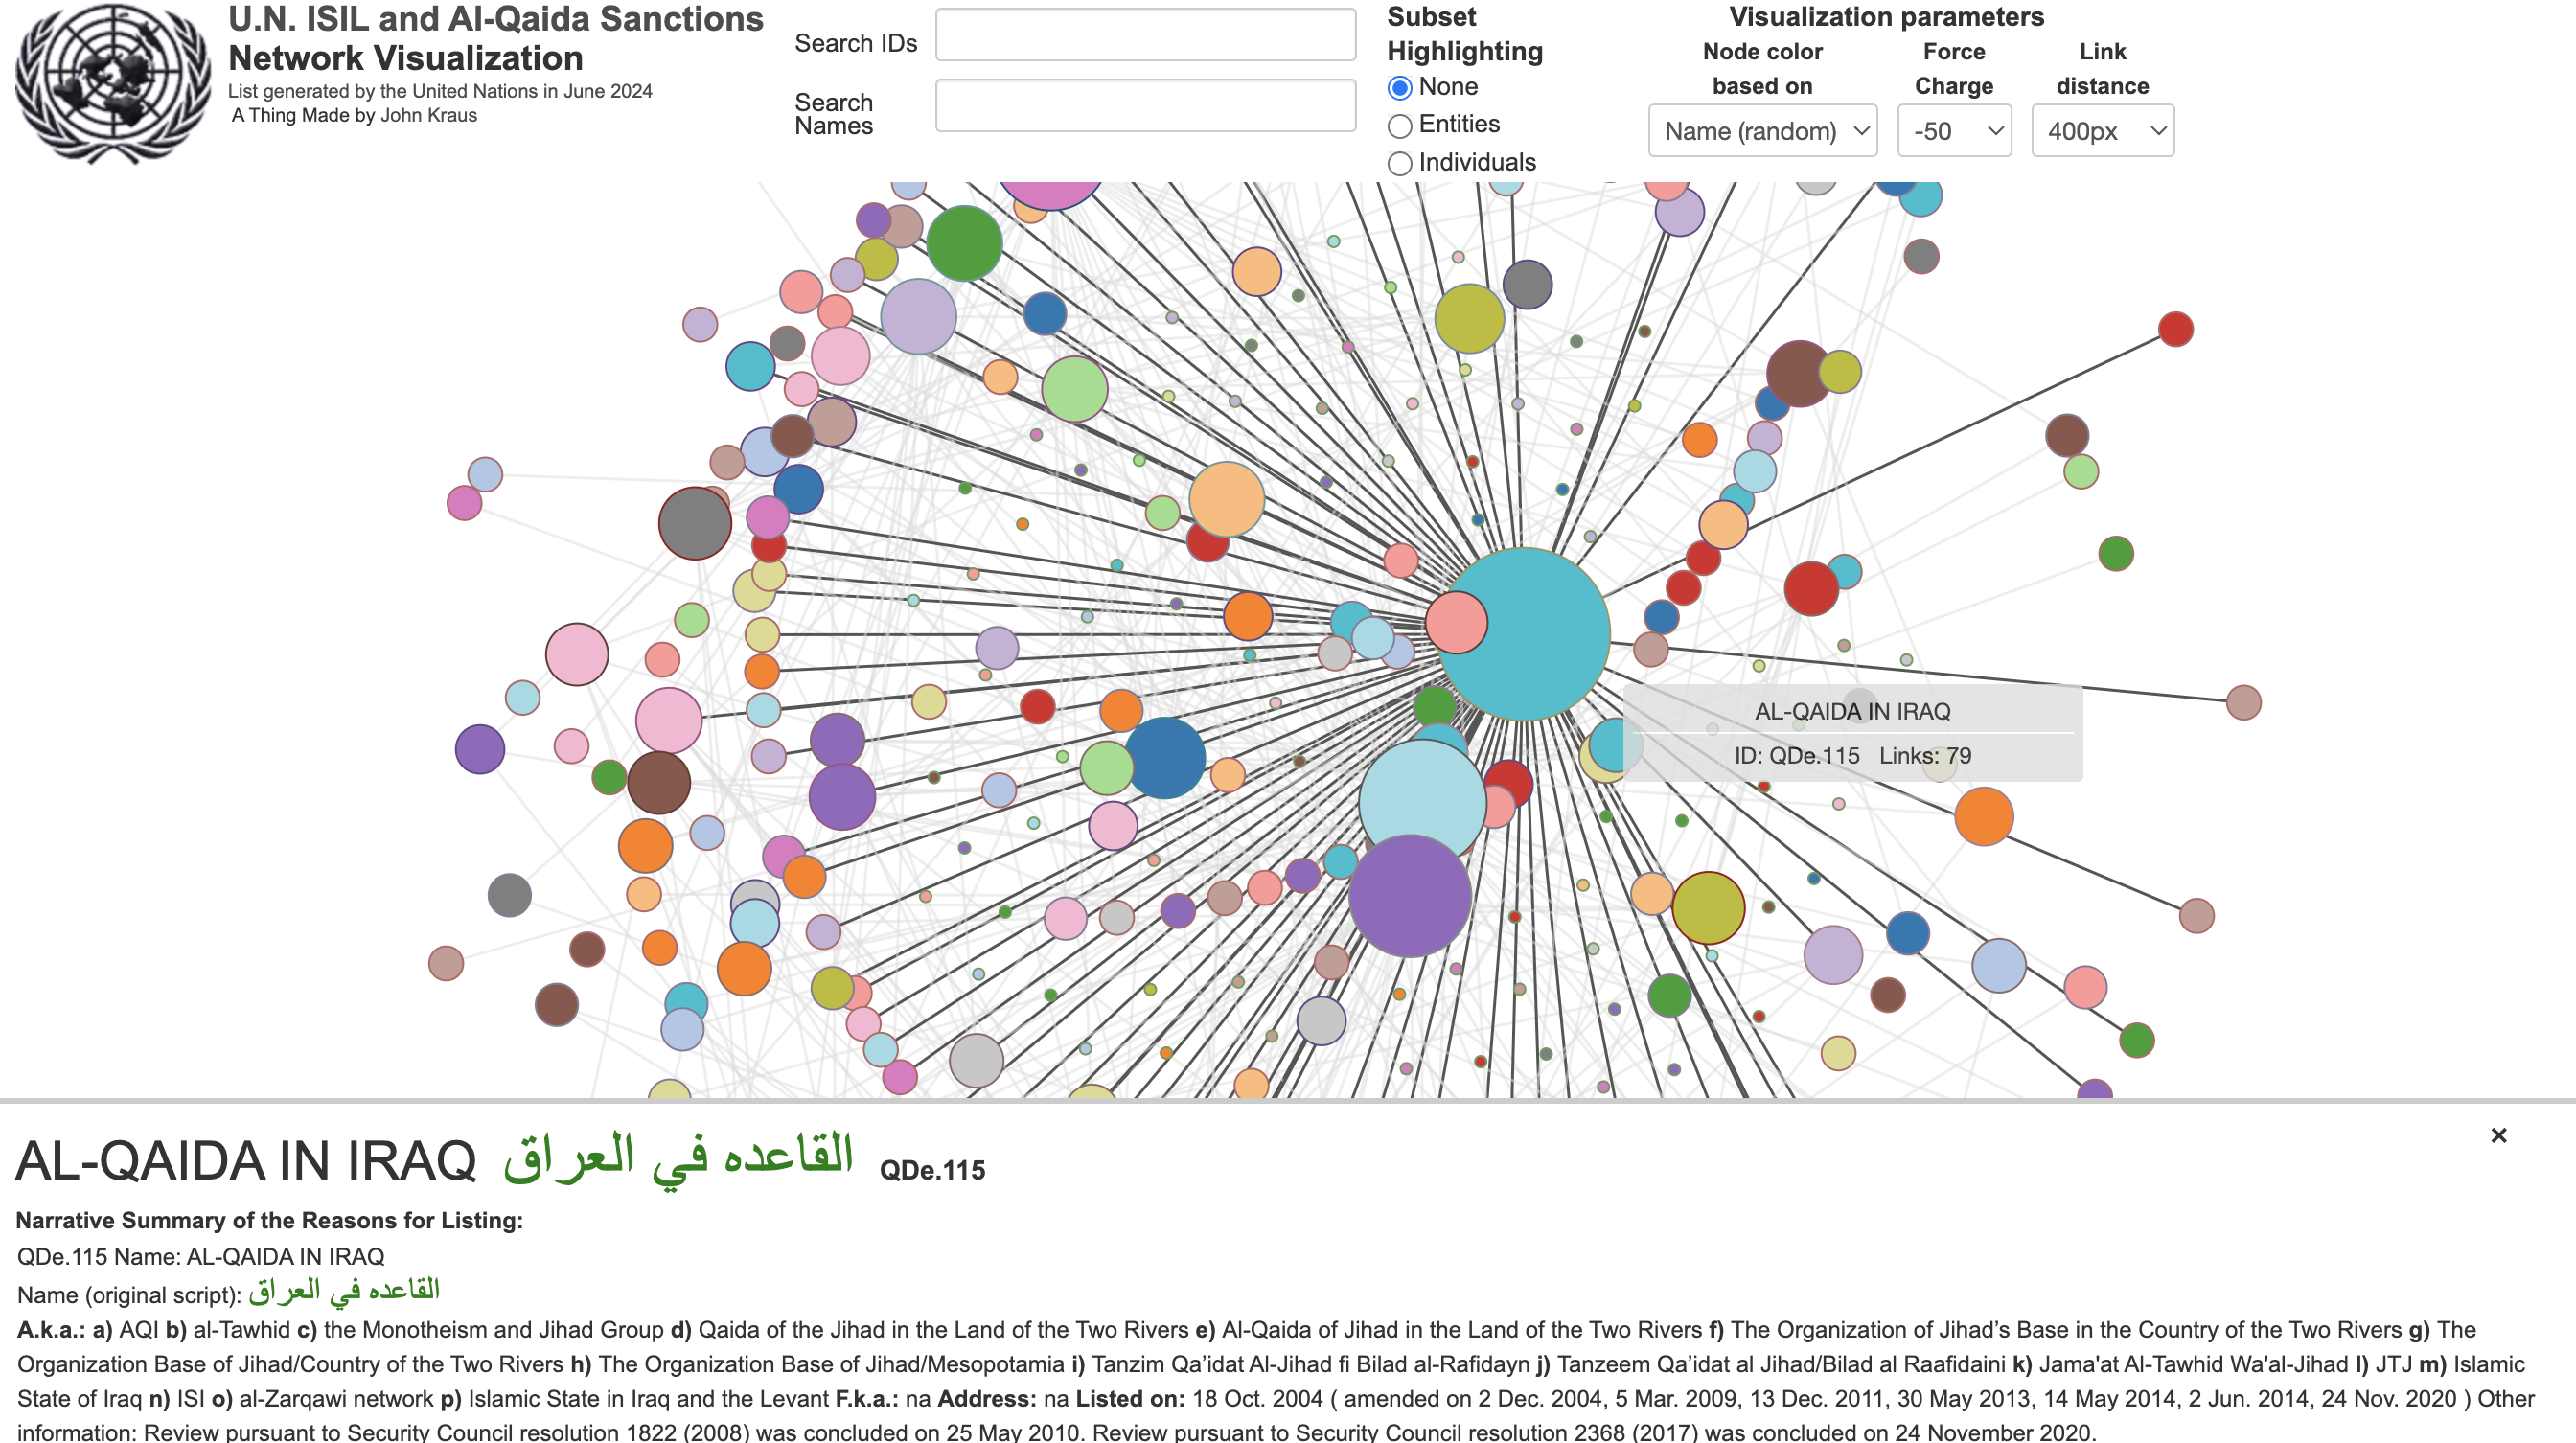 U.N. ISIL and Al-Qaida Sanctions
Network Visualization
List generated by the United Nations in June 2024
A Thing Made by John Kraus
Search IDs
Search
Names
Subset
Highlighting
None
Entities
Individuals
Visualization parameters
Node color
based on
Force
Charge
Link
distance
Name (random)
-50
400px
AL-QAIDA IN IRAQ
ID: QDe.115 Links: 79
×
AL-QAIDA IN IRAQ القاعده في العراق QDe.115
Narrative Summary of the Reasons for Listing:
QDe.115 Name: AL-QAIDA IN IRAQ
Name (original script): القاعده في العراق
A.k.a.: a) AQI b) al-Tawhid c) the Monotheism and Jihad Group d) Qaida of the Jihad in the Land of the Two Rivers e) Al-Qaida of Jihad in the Land of the Two Rivers f) The Organization of Jihad’s Base in the Country of the Two Rivers g) The
Organization Base of Jihad/Country of the Two Rivers h) The Organization Base of Jihad/Mesopotamia i) Tanzim Qa’idat Al-Jihad fi Bilad al-Rafidayn j) Tanzeem Qa’idat al Jihad/Bilad al Raafidaini k) Jama'at Al-Tawhid Wa'al-Jihad l) JTJ m) Islamic
State of Iraq n) ISI o) al-Zarqawi network p) Islamic State in Iraq and the Levant F.k.a.: na Address: na Listed on: 18 Oct. 2004 ( amended on 2 Dec. 2004, 5 Mar. 2009, 13 Dec. 2011, 30 May 2013, 14 May 2014, 2 Jun. 2014, 24 Nov. 2020 ) Other
information: Review pursuant to Security Council resolution 1822 (2008) was concluded on 25 May 2010. Review pursuant to Security Council resolution 2368 (2017) was concluded on 24 November 2020.